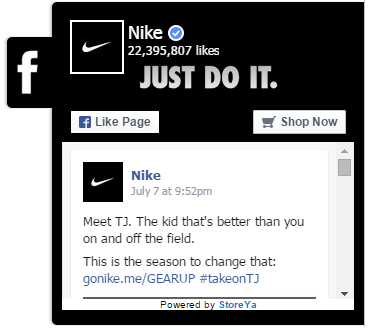 Nike
22,395,807 likes
JUST DO IT.
f
Like Page
Shop Now
Nike
July 7 at 9:52pm
Meet TJ. The kid that's better than you
on and off the field.
This is the season to change that:
gonike.me/GEARUP #takeonTJ
Powered by StoreYa